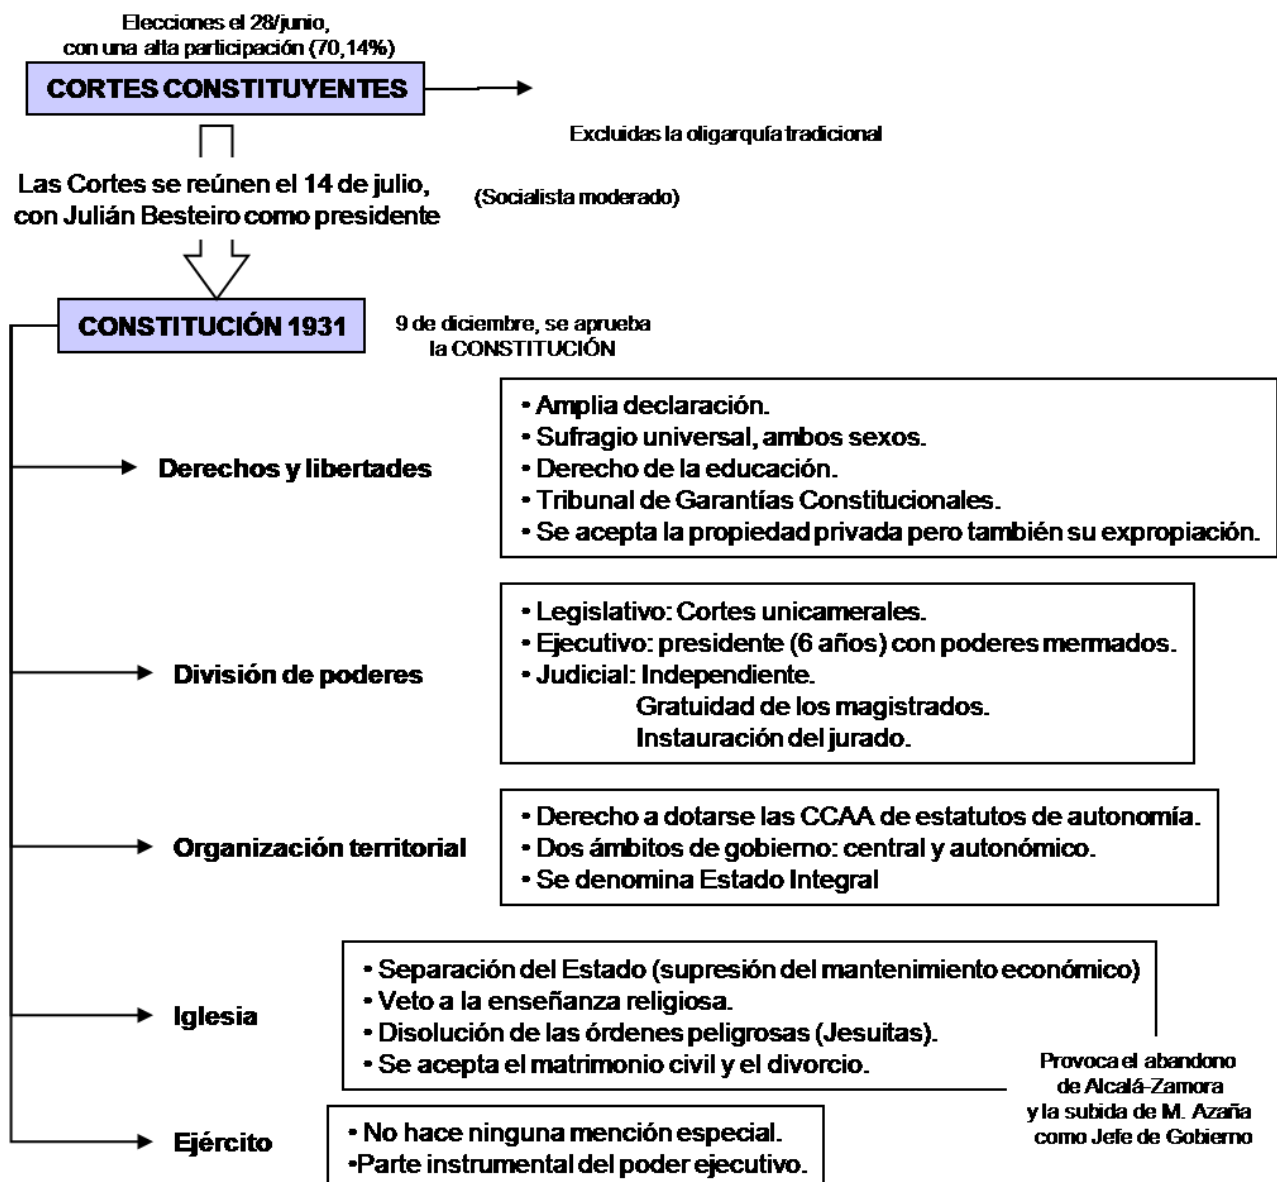 Elecciones el 28/junio,
con una alta participación (70,14%)
CORTES CONSTITUYENTES
Excluidas la oligarquía tradicional
Las Cortes se reúnen el 14 de julio,
con Julián Besteiro como presidente
(Socialista moderado)
CONSTITUCIÓN 1931
9 de diciembre, se aprueba
la CONSTITUCIÓN
Derechos y libertades
• Amplia declaración.
• Sufragio universal, ambos sexos.
• Derecho de la educación.
• Tribunal de Garantías Constitucionales.
• Se acepta la propiedad privada pero también su expropiación.
División de poderes
• Legislativo: Cortes unicamerales.
• Ejecutivo: presidente (6 años) con poderes mermados.
• Judicial: Independiente.
Gratuidad de los magistrados.
Instauración del jurado.
Organización territorial
• Derecho a dotarse las CCAA de estatutos de autonomía.
• Dos ámbitos de gobierno: central y autonómico.
• Se denomina Estado Integral
Iglesia
• Separación del Estado (supresión del mantenimiento económico)
• Veto a la enseñanza religiosa.
• Disolución de las órdenes peligrosas (Jesuitas).
• Se acepta el matrimonio civil y el divorcio.
Provoca el abandono
de Alcalá-Zamora
y la subida de M. Azaña
como Jefe de Gobierno
Ejército
• No hace ninguna mención especial.
•Parte instrumental del poder ejecutivo.